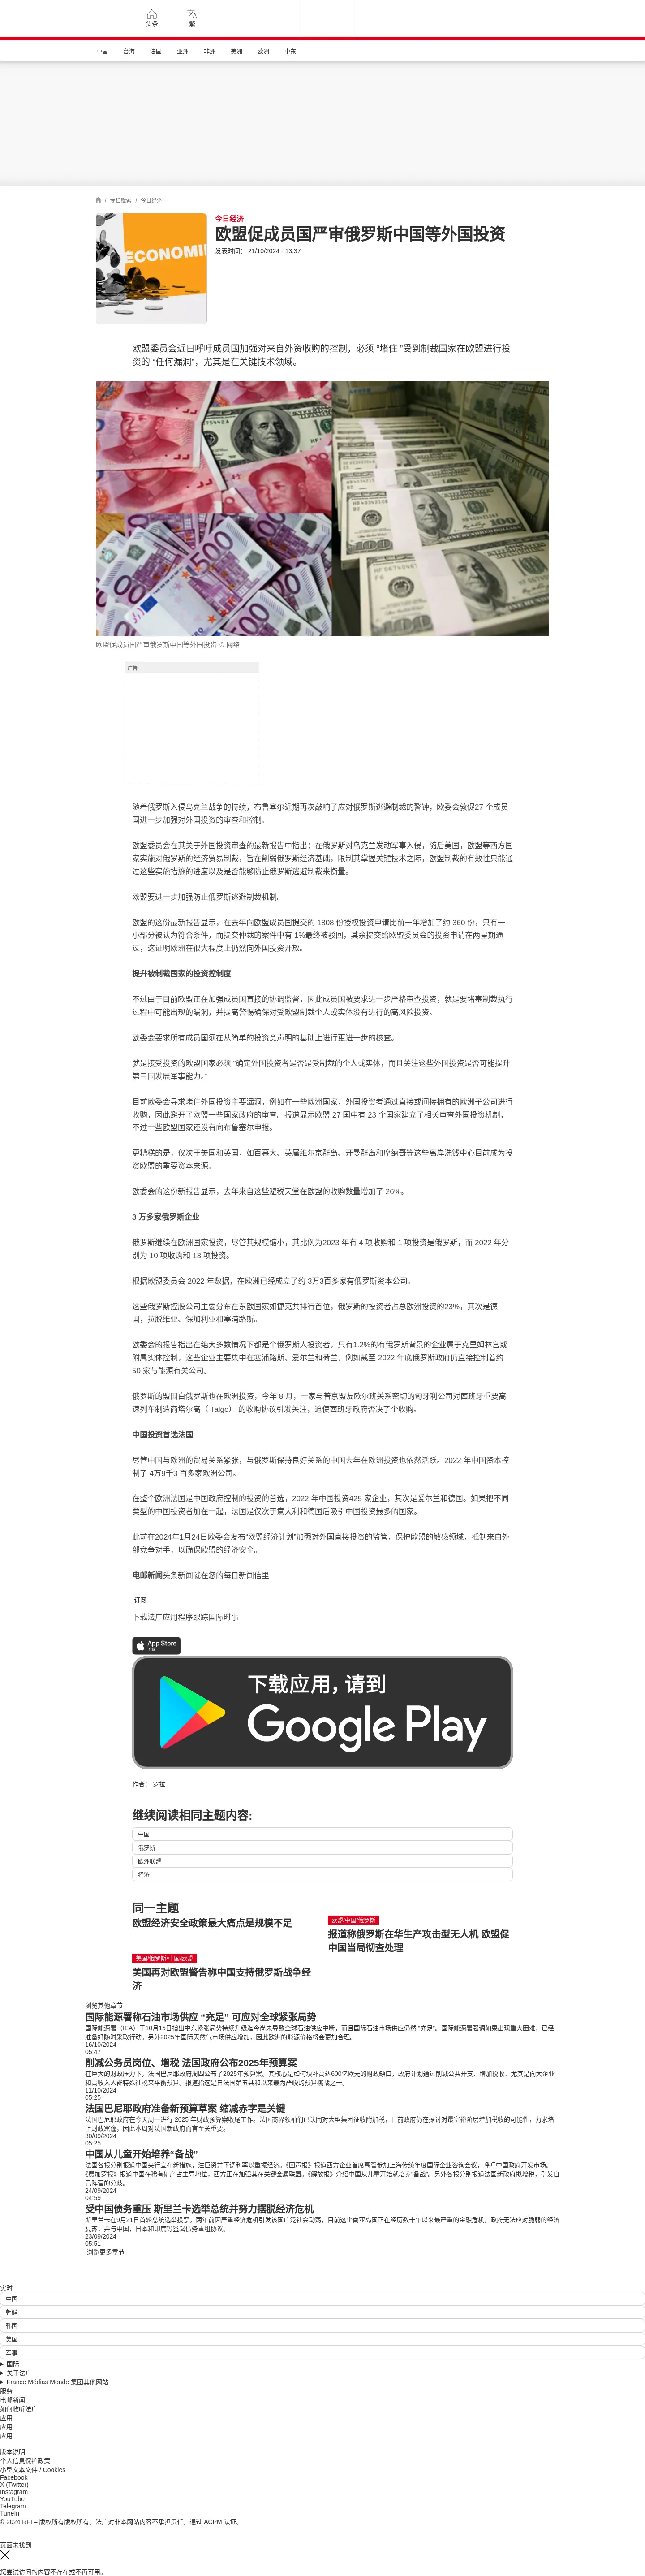 头条
繁
中国
台海
法国
亚洲
非洲
美洲
欧洲
中东
/ 专栏检索 / 今日经济
ECONOMIE
今日经济
欧盟促成员国严审俄罗斯中国等外国投资
发表时间： 21/10/2024 - 13:37
欧盟委员会近日呼吁成员国加强对来自外资收购的控制，必须 “堵住 ”受到制裁国家在欧盟进行投
资的 “任何漏洞”，尤其是在关键技术领域。
欧盟促成员国严审俄罗斯中国等外国投资 © 网络
广告
随着俄罗斯入侵乌克兰战争的持续，布鲁塞尔近期再次敲响了应对俄罗斯逃避制裁的警钟，欧委会敦促27 个成员
国进一步加强对外国投资的审查和控制。
欧盟委员会在其关于外国投资审查的最新报告中指出：在俄罗斯对乌克兰发动军事入侵，随后美国，欧盟等西方国
家实施对俄罗斯的经济贸易制裁，旨在削弱俄罗斯经济基础，限制其掌握关键技术之际，欧盟制裁的有效性只能通
过这些实施措施的进度以及是否能够防止俄罗斯逃避制裁来衡量。
欧盟要进一步加强防止俄罗斯逃避制裁机制。
欧盟的这份最新报告显示，在去年向欧盟成员国提交的 1808 份授权投资申请比前一年增加了约 360 份，只有一
小部分被认为符合条件，而提交仲裁的案件中有 1%最终被驳回，其余提交给欧盟委员会的投资申请在两星期通
过，这证明欧洲在很大程度上仍然向外国投资开放。
提升被制裁国家的投资控制度
不过由于目前欧盟正在加强成员国直接的协调监督，因此成员国被要求进一步严格审查投资，就是要堵塞制裁执行
过程中可能出现的漏洞，并提高警惕确保对受欧盟制裁个人或实体没有进行的高风险投资。
欧委会要求所有成员国须在从简单的投资意声明的基础上进行更进一步的核查。
就是接受投资的欧盟国家必须 “确定外国投资者是否是受制裁的个人或实体，而且关注这些外国投资是否可能提升
第三国发展军事能力。”
目前欧委会寻求堵住外国投资主要漏洞，例如在一些欧洲国家，外国投资者通过直接或间接拥有的欧洲子公司进行
收购，因此避开了欧盟一些国家政府的审查。报道显示欧盟 27 国中有 23 个国家建立了相关审查外国投资机制，
不过一些欧盟国家还没有向布鲁塞尔申报。
更糟糕的是，仅次于美国和英国，如百慕大、英属维尔京群岛、开曼群岛和摩纳哥等这些离岸洗钱中心目前成为投
资欧盟的重要资本来源。
欧委会的这份新报告显示，去年来自这些避税天堂在欧盟的收购数量增加了 26%。
3 万多家俄罗斯企业
俄罗斯继续在欧洲国家投资，尽管其规模缩小，其比例为2023 年有 4 项收购和 1 项投资是俄罗斯，而 2022 年分
别为 10 项收购和 13 项投资。
根据欧盟委员会 2022 年数据，在欧洲已经成立了约 3万3百多家有俄罗斯资本公司。
这些俄罗斯控股公司主要分布在东欧国家如捷克共排行首位，俄罗斯的投资者占总欧洲投资的23%，其次是德
国，拉脱维亚、保加利亚和塞浦路斯。
欧委会的报告指出在绝大多数情况下都是个俄罗斯人投资者，只有1.2%的有俄罗斯背景的企业属于克里姆林宫或
附属实体控制，这些企业主要集中在塞浦路斯、爱尔兰和荷兰，例如截至 2022 年底俄罗斯政府仍直接控制着约
50 家与能源有关公司。
俄罗斯的盟国白俄罗斯也在欧洲投资，今年 8 月，一家与普京盟友欧尔班关系密切的匈牙利公司对西班牙重要高
速列车制造商塔尔高（ Talgo） 的收购协议引发关注，迫使西班牙政府否决了个收购。
中国投资首选法国
尽管中国与欧洲的贸易关系紧张，与俄罗斯保持良好关系的中国去年在欧洲投资也依然活跃。2022 年中国资本控
制了 4万9千3 百多家欧洲公司。
在整个欧洲法国是中国政府控制的投资的首选，2022 年中国投资425 家企业，其次是爱尔兰和德国。如果把不同
类型的中国投资者加在一起，法国是仅次于意大利和德国后吸引中国投资最多的国家。
此前在2024年1月24日欧委会发布“欧盟经济计划”加强对外国直接投资的监管，保护欧盟的敏感领域，抵制来自外
部竞争对手，以确保欧盟的经济安全。
电邮新闻头条新闻就在您的每日新闻信里
订阅
下载法广应用程序跟踪国际时事
App Store
下载
下载应用，请到
Google Play
作者： 罗拉
继续阅读相同主题内容:
中国
俄罗斯
欧洲联盟
经济
同一主题
欧盟经济安全政策最大痛点是规模不足
欧盟/中国/俄罗斯
报道称俄罗斯在华生产攻击型无人机 欧盟促
中国当局彻查处理
美国/俄罗斯/中国/欧盟
美国再对欧盟警告称中国支持俄罗斯战争经
济
浏览其他章节
国际能源署称石油市场供应 “充足” 可应对全球紧张局势
国际能源署（IEA）于10月15日指出中东紧张局势持续升级迄今尚未导致全球石油供应中断，而且国际石油市场供应仍然 “充足”。国际能源署强调如果出现重大困难，已经
准备好随时采取行动。另外2025年国际天然气市场供应增加，因此欧洲的能源价格将会更加合理。
16/10/2024
05:47
削减公务员岗位、增税 法国政府公布2025年预算案
在巨大的财政压力下，法国巴尼耶政府周四公布了2025年预算案。其核心是如何填补高达600亿欧元的财政缺口，政府计划通过削减公共开支、增加税收、尤其是向大企业
和高收入人群特殊征税来平衡预算。报道指这是自法国第五共和以来最为严峻的预算挑战之一。
11/10/2024
05:25
法国巴尼耶政府准备新预算草案 缩减赤字是关键
法国巴尼耶政府在今天周一进行 2025 年财政预算案收尾工作。法国商界领袖们已认同对大型集团征收附加税，目前政府仍在探讨对最富裕阶层增加税收的可能性，力求堵
上财政窟窿，因此本周对法国新政府而言至关重要。
30/09/2024
05:25
中国从儿童开始培养“备战”
法国各报分别报道中国央行宣布新措施，注巨资并下调利率以重振经济。《回声报》报道西方企业首席高管参加上海传统年度国际企业咨询会议，呼吁中国政府开发市场。
《费加罗报》报道中国在稀有矿产占主导地位，西方正在加强其在关键金属联盟。《解放报》介绍中国从儿童开始就培养“备战”。另外各报分别报道法国新政府拟增税，引发自
己阵营的分歧。
24/09/2024
04:59
受中国债务重压 斯里兰卡选举总统并努力摆脱经济危机
斯里兰卡在9月21日首轮总统选举投票。两年前因严重经济危机引发该国广泛社会动荡，目前这个南亚岛国正在经历数十年以来最严重的金融危机，政府无法应对脆弱的经济
复苏，并与中国，日本和印度等签署债务重组协议。
23/09/2024
05:51
浏览更多章节
实时
中国
朝鲜
韩国
美国
军事
国际
关于法广
France Médias Monde 集团其他网站
服务
电邮新闻
如何收听法广
应用
应用
应用
版本说明
个人信息保护政策
小型文本文件 / Cookies
Facebook
X (Twitter)
Instagram
YouTube
Telegram
TuneIn
© 2024 RFI – 版权所有版权所有。法广对非本网站内容不承担责任。通过 ACPM 认证。
页面未找到
您尝试访问的内容不存在或不再可用。